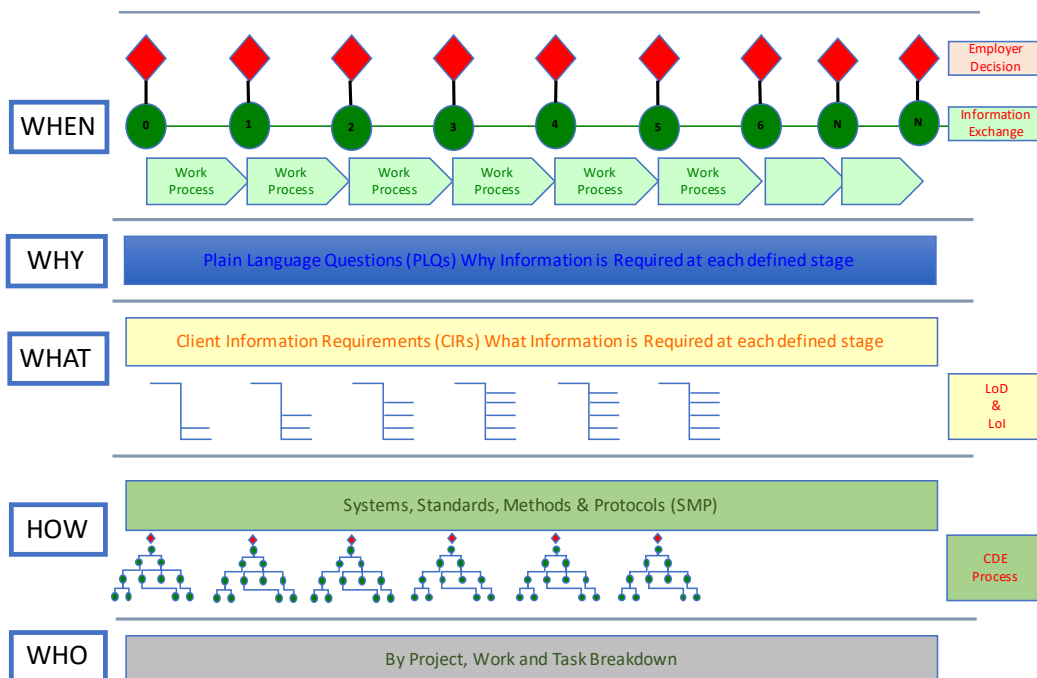 Employer
Decision
WHEN
0
1
2
3
4
5
6
N
N
Information
Exchange
Work
Process
Work
Process
Work
Process
Work
Process
Work
Process
Work
Process
WHY
Plain Language Questions (PLQs) Why Information is Required at each defined stage
WHAT
Client Information Requirements (CIRs) What Information is Required at each defined stage
LoD
&
LoI
HOW
Systems, Standards, Methods & Protocols (SMP)
CDE
Process
WHO
By Project, Work and Task Breakdown